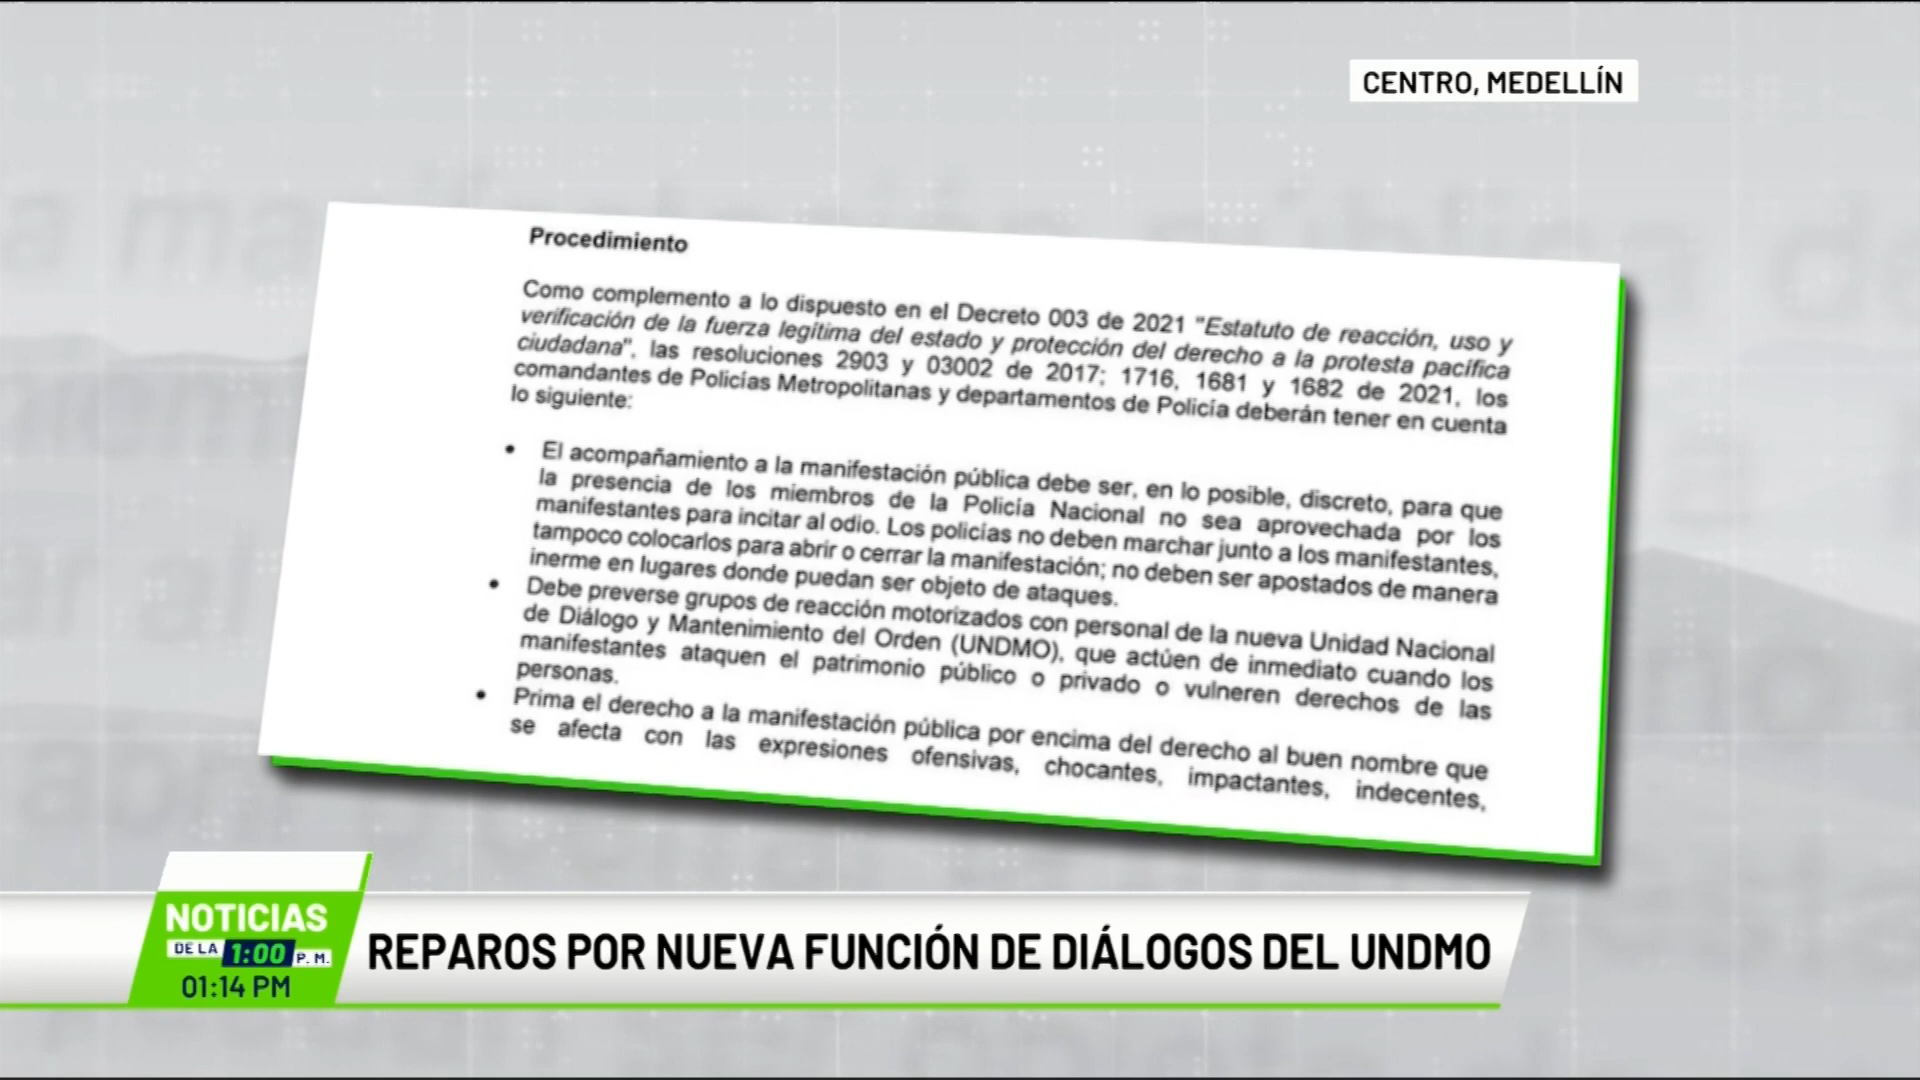 CENTRO, MEDELLÍN
Procedimiento
Como complemento a lo dispuesto en el Decreto 003 de 2021 "Estatuto de reacción, uso y
verificación de la fuerza legítima del estado y protección del derecho a la protesta pacífica
ciudadana", las resoluciones 2903 y 03002 de 2017; 1716, 1681 y 1682 de 2021, los
comandantes de Policías Metropolitanas y departamentos de Policía deberán tener en cuenta
lo siguiente:
• El acompañamiento a la manifestación pública debe ser, en lo posible, discreto, para que
la presencia de los miembros de la Policía Nacional no sea aprovechada por los
manifestantes para incitar al odio. Los policías no deben marchar junto a los manifestantes,
tampoco colocarlos para abrir o cerrar la manifestación; no deben ser apostados de manera
inerme en lugares donde puedan ser objeto de ataques.
• Debe preverse grupos de reacción motorizados con personal de la nueva Unidad Nacional
de Diálogo y Mantenimiento del Orden (UNDMO), que actúen de inmediato cuando los
manifestantes ataquen el patrimonio público o privado o vulneren derechos de las
personas.
• Prima el derecho a la manifestación pública por encima del derecho al buen nombre que
se afecta con las expresiones ofensivas, chocantes, impactantes, indecentes,
NOTICIAS
DE LA 1:00 P. M.
01:14 PM
REPAROS POR NUEVA FUNCIÓN DE DIÁLOGOS DEL UNDMO